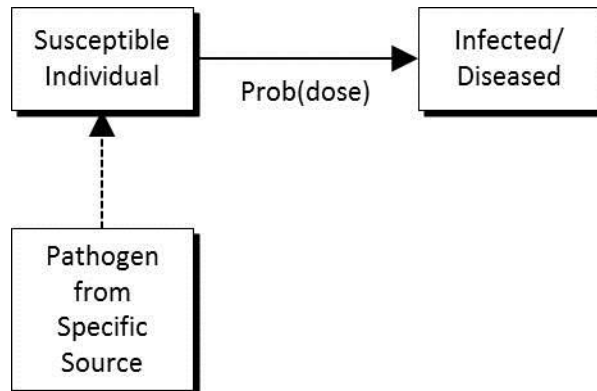 Susceptible
Individual
Prob(dose)
Infected/
Diseased
Pathogen
from
Specific
Source